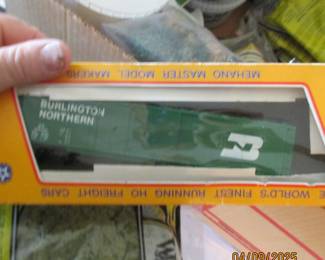 MEHANO MASTER MODEL MAKERS
BURLINGTON
NORTHERN
WORLD'S FINEST RUNNING HO FREIGHT CARS
04/09/2025